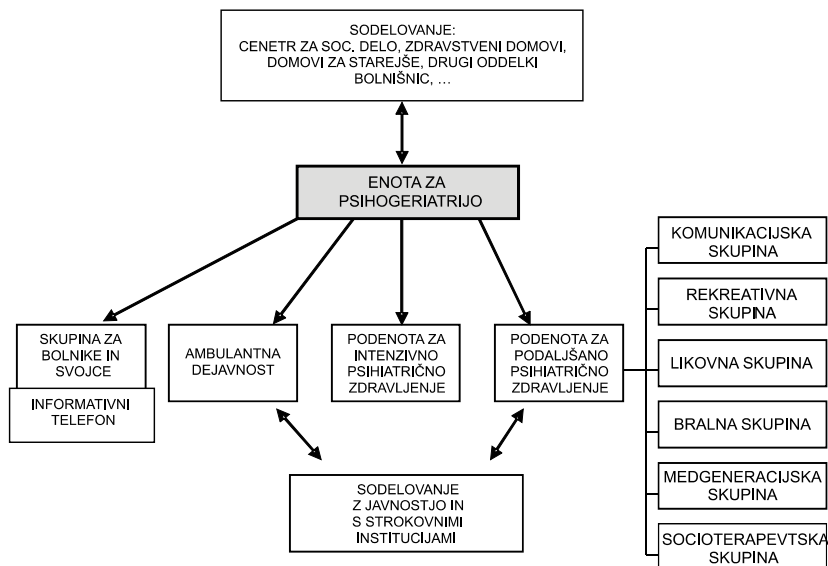 SODELOVANJE:
CENETR ZA SOC. DELO, ZDRAVSTVENI DOMOVI,
DOMOVI ZA STAREJŠE, DRUGI ODDELKI
BOLNIŠNIC, ...
ENOTA ZA
PSIHOGERIATRIJO
SKUPINA ZA
BOLNIKE IN
SVOJCE
INFORMATIVNI
TELEFON
AMBULANTNA
DEJAVNOST
PODENOTA ZA
INTENZIVNO
PSIHIATRIČNO
ZDRAVLJENJE
PODENOTA ZA
PODALJŠANO
PSIHIATRIČNO
ZDRAVLJENJE
SODELOVANJE
Z JAVNOSTJO IN
S STROKOVNIMI
INSTITUCIJAMI
KOMUNIKACIJSKA
SKUPINA
REKREATIVNA
SKUPINA
LIKOVNA SKUPINA
BRALNA SKUPINA
MEDGENERACIJSKA
SKUPINA
SOCIOTERAPEVTSKA
SKUPINA